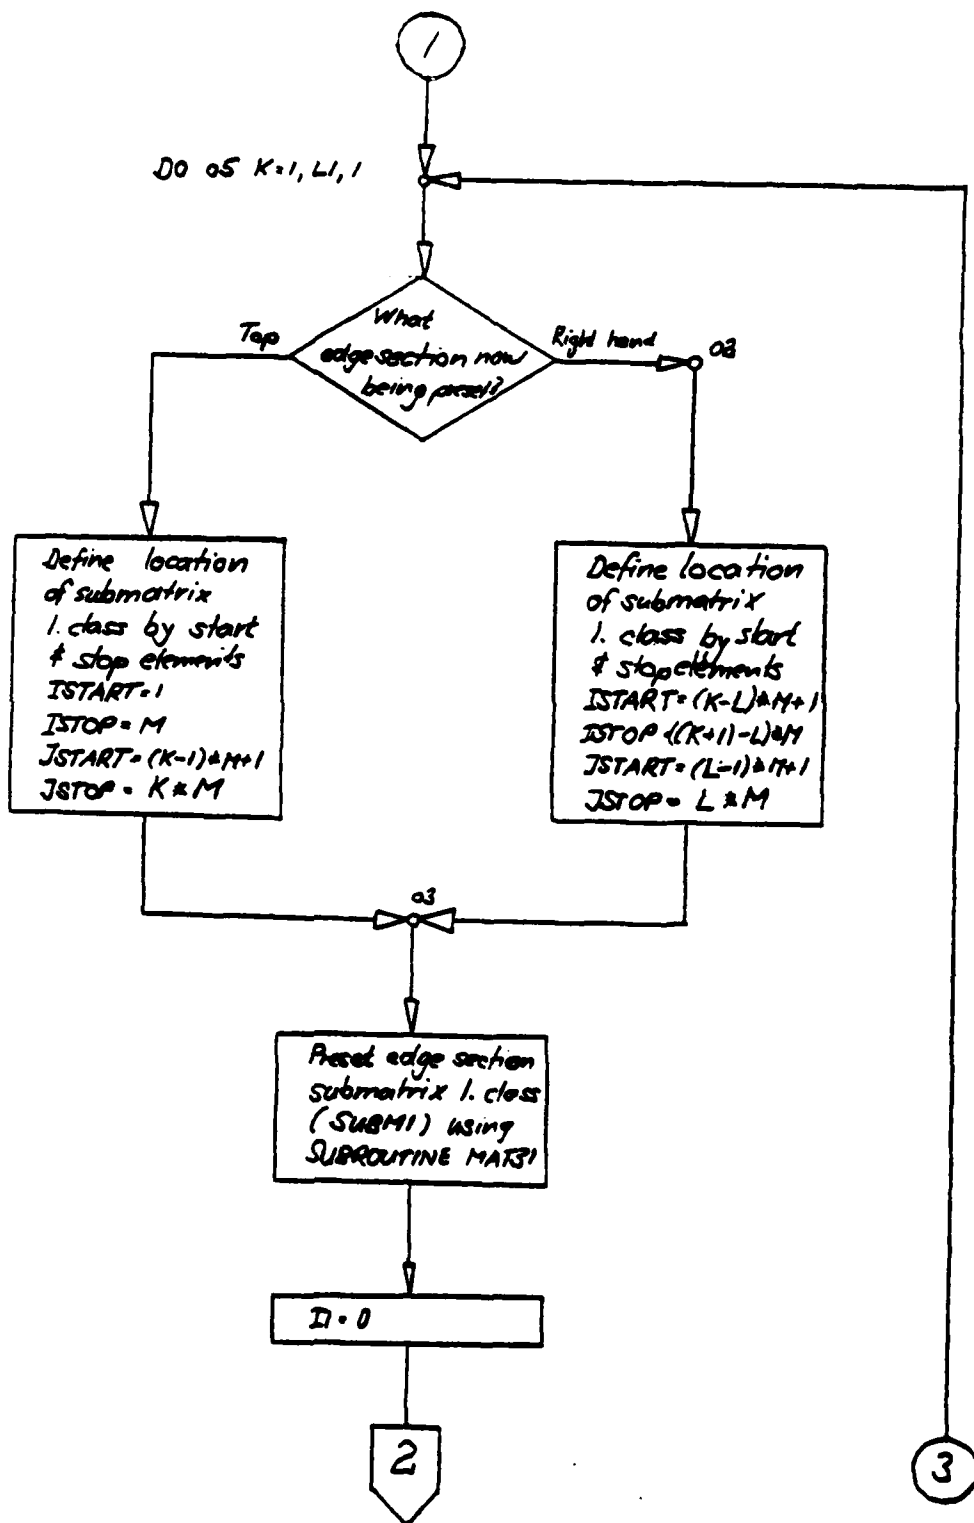 1
DO 05 K=1, L1, 1
What
edge section now
being preset?
Top
Right hand
02
Define location
of submatrix
1. class by start
& stop elements
ISTART=1
ISTOP=M
JSTART=(K-1)*M+1
JSTOP= K*M
Define location
of submatrix
1. class by start
& stop elements
ISTART=(K-L)*M+1
ISTOP=((K+1)-L)*M
JSTART=(L-1)*M+1
JSTOP= L*M
03
Preset edge section
submatrix 1. class
(SUBM1) using
SUBROUTINE MATS1
I1=0
2
3